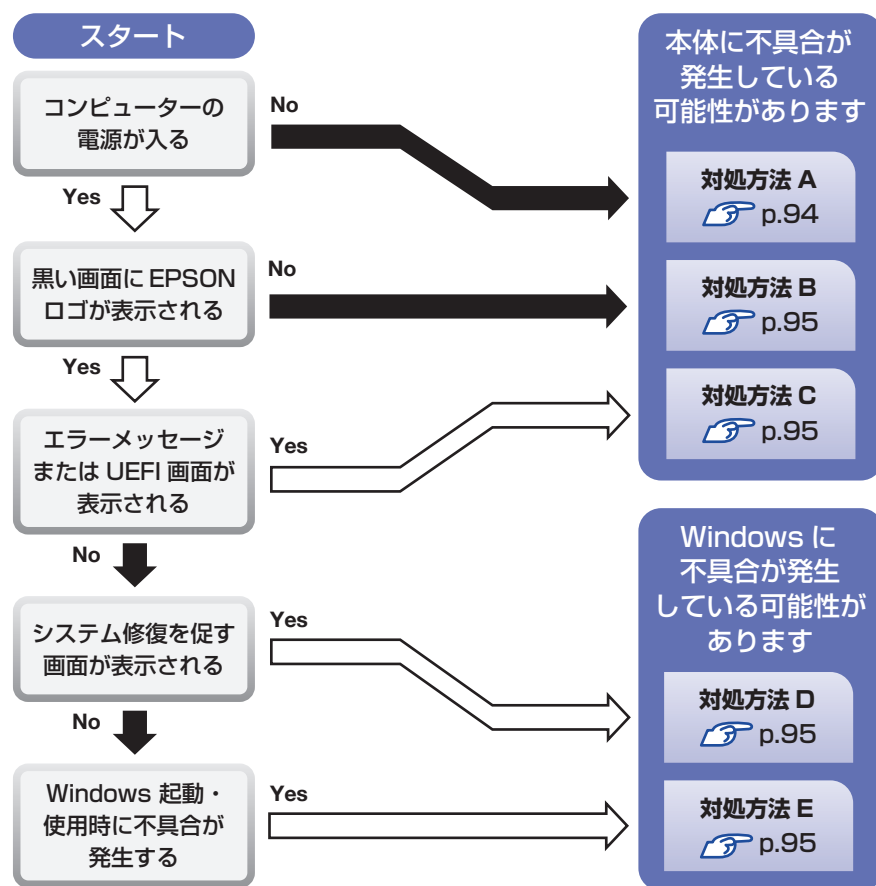 スタート
コンピューターの
電源が入る
No
Yes
黒い画面に EPSON
ロゴが表示される
No
Yes
エラーメッセージ
または UEFI 画面が
表示される
Yes
No
システム修復を促す
画面が表示される
Yes
No
Windows 起動・
使用時に不具合が
発生する
Yes
本体に不具合が
発生している
可能性があります
対処方法 A
p.94
対処方法 B
p.95
対処方法 C
p.95
Windows に
不具合が発生
している可能性が
あります
対処方法 D
p.95
対処方法 E
p.95